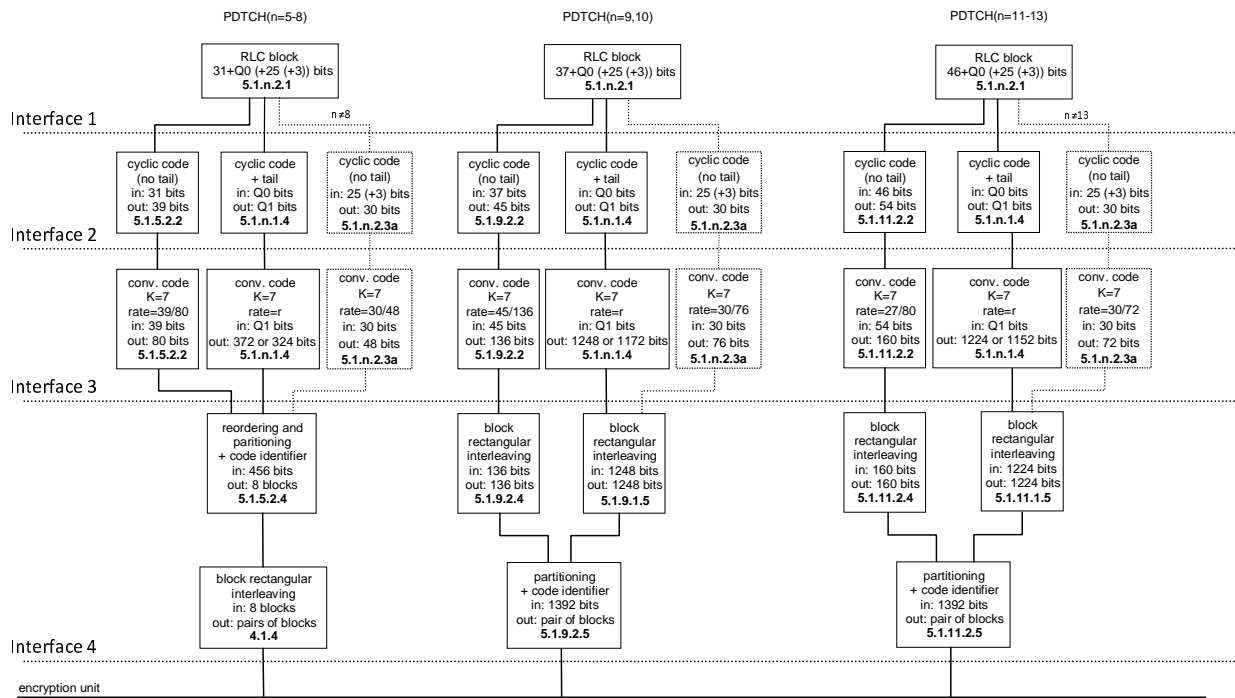 PDTCH(n=5-8)
PDTCH(n=9,10)
PDTCH(n=11-13)
RLC block
31+Q0 (+25 (+3)) bits
5.1.n.2.1
RLC block
37+Q0 (+25 (+3)) bits
5.1.n.2.1
RLC block
46+Q0 (+25 (+3)) bits
5.1.n.2.1
Interface 1
n≠8
n≠13
cyclic code
(no tail)
in: 31 bits
out: 39 bits
5.1.5.2.2
cyclic code
+ tail
in: Q0 bits
out: Q1 bits
5.1.n.1.4
cyclic code
(no tail)
in: 25 (+3) bits
out: 30 bits
5.1.n.2.3a
cyclic code
(no tail)
in: 37 bits
out: 45 bits
5.1.9.2.2
cyclic code
+ tail
in: Q0 bits
out: Q1 bits
5.1.n.1.4
cyclic code
(no tail)
in: 25 (+3) bits
out: 30 bits
5.1.n.2.3a
cyclic code
(no tail)
in: 46 bits
out: 54 bits
5.1.11.2.2
cyclic code
+ tail
in: Q0 bits
out: Q1 bits
5.1.n.1.4
cyclic code
(no tail)
in: 25 (+3) bits
out: 30 bits
5.1.n.2.3a
Interface 2
conv. code
K=7
rate=39/80
in: 39 bits
out: 80 bits
5.1.5.2.2
conv. code
K=7
rate=r
in: Q1 bits
out: 372 or 324 bits
5.1.n.1.4
conv. code
K=7
rate=30/48
in: 30 bits
out: 48 bits
5.1.n.2.3a
conv. code
K=7
rate=45/136
in: 45 bits
out: 136 bits
5.1.9.2.2
conv. code
K=7
rate=r
in: Q1 bits
out: 1248 or 1172 bits
5.1.n.1.4
conv. code
K=7
rate=30/76
in: 30 bits
out: 76 bits
5.1.n.2.3a
conv. code
K=7
rate=27/80
in: 54 bits
out: 160 bits
5.1.11.2.2
conv. code
K=7
rate=r
in: Q1 bits
out: 1224 or 1152 bits
5.1.n.1.4
conv. code
K=7
rate=30/72
in: 30 bits
out: 72 bits
5.1.n.2.3a
Interface 3
reordering and
paritioning
+ code identifier
in: 456 bits
out: 8 blocks
5.1.5.2.4
block
rectangular
interleaving
in: 136 bits
out: 136 bits
5.1.9.2.4
block
rectangular
interleaving
in: 1248 bits
out: 1248 bits
5.1.9.1.5
block
rectangular
interleaving
in: 160 bits
out: 160 bits
5.1.11.2.4
block
rectangular
interleaving
in: 1224 bits
out: 1224 bits
5.1.11.1.5
block rectangular
interleaving
in: 8 blocks
out: pairs of blocks
4.1.4
partitioning
+ code identifier
in: 1392 bits
out: pair of blocks
5.1.9.2.5
partitioning
+ code identifier
in: 1392 bits
out: pair of blocks
5.1.11.2.5
Interface 4
encryption unit